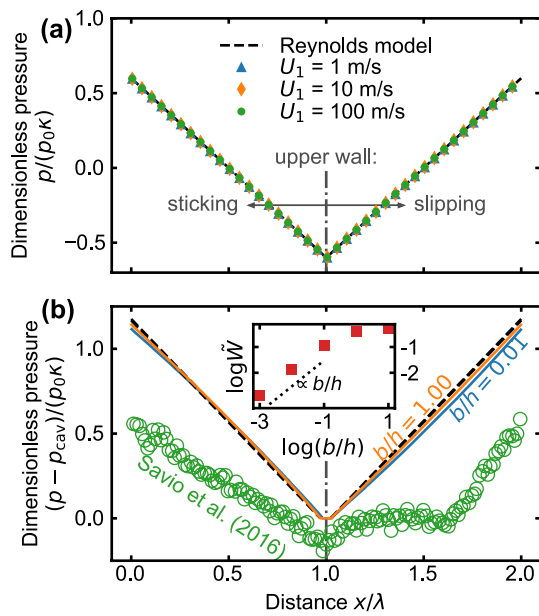 (a)
1.0
0.5
0.0
−0.5
Dimensionless pressure
p/(p₀κ)
Reynolds model
U₁ = 1 m/s
U₁ = 10 m/s
U₁ = 100 m/s
upper wall:
sticking
slipping
(b)
1.0
0.5
0.0
Dimensionless pressure
(p − p_cav)/(p₀κ)
logW̃
∝ b/h
-1
-2
-3
-1
1
log(b/h)
b/h = 1.00
b/h = 0.01
Savio et al. (2016)
0.0
0.5
1.0
1.5
2.0
Distance x/λ